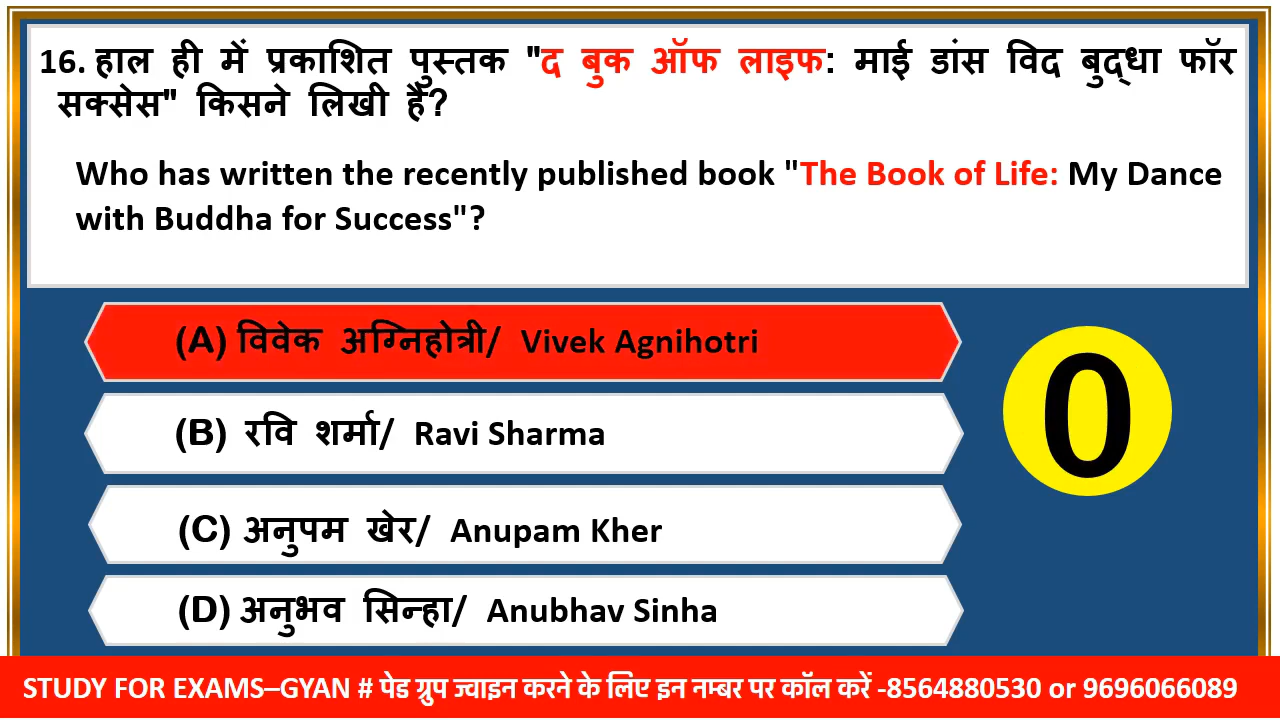 16. हाल ही में प्रकाशित पुस्तक "द बुक ऑफ लाइफ: माई डांस विद बुद्धा फॉर
सक्सेस" किसने लिखी है?
Who has written the recently published book "The Book of Life: My Dance
with Buddha for Success"?
(A) विवेक अग्निहोत्री/ Vivek Agnihotri
(B) रवि शर्मा/ Ravi Sharma
(C) अनुपम खेर/ Anupam Kher
(D) अनुभव सिन्हा/ Anubhav Sinha
0
STUDY FOR EXAMS–GYAN # पेड ग्रुप ज्वाइन करने के लिए इन नम्बर पर कॉल करें -8564880530 or 9696066089